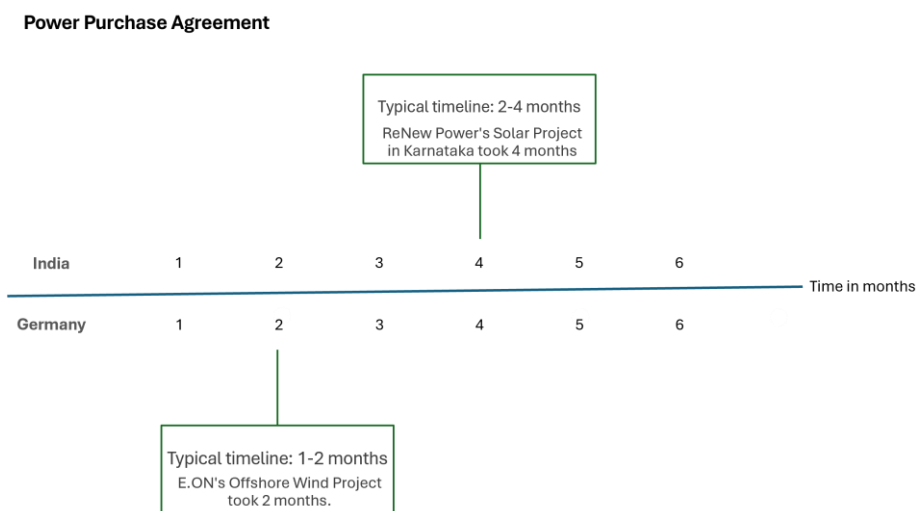 Power Purchase Agreement
Typical timeline: 2-4 months
ReNew Power's Solar Project
in Karnataka took 4 months
India 1 2 3 4 5 6
Time in months
Germany 1 2 3 4 5 6
Typical timeline: 1-2 months
E.ON's Offshore Wind Project
took 2 months.